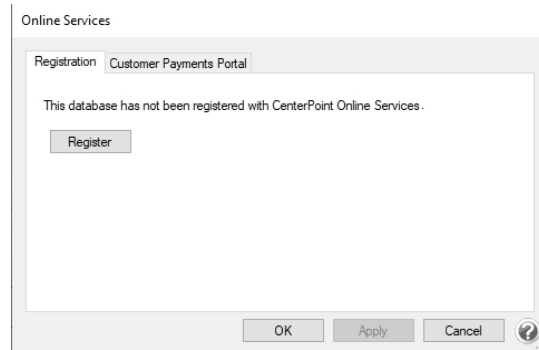 Online Services
Registration Customer Payments Portal
This database has not been registered with CenterPoint Online Services.
Register
OK Apply Cancel ?